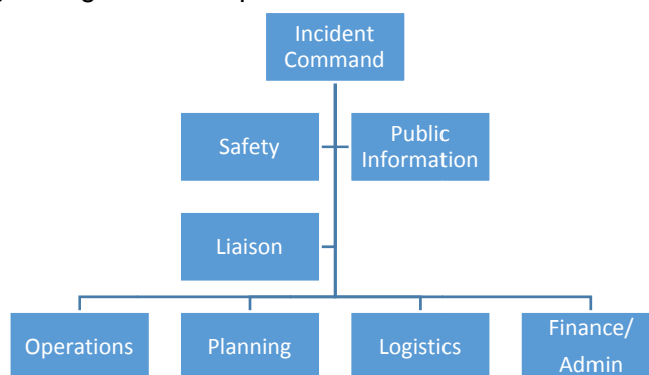 Incident
Command
Safety
Public
Information
Liaison
Operations
Planning
Logistics
Finance/
Admin